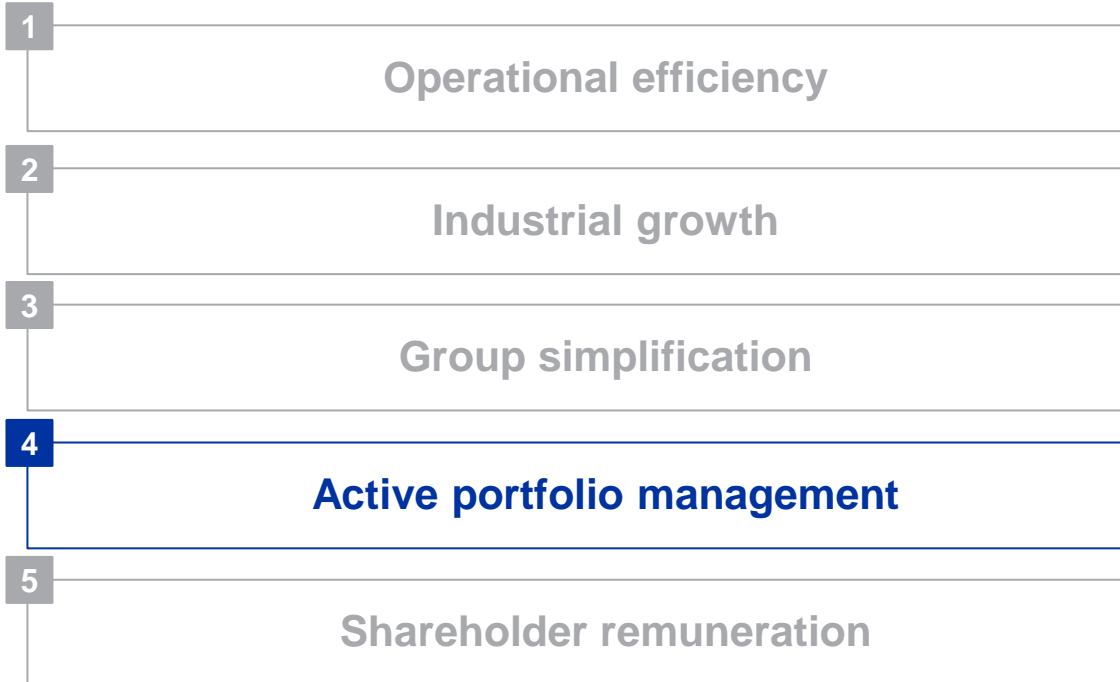 1
Operational efficiency
2
Industrial growth
3
Group simplification
4
Active portfolio management
5
Shareholder remuneration